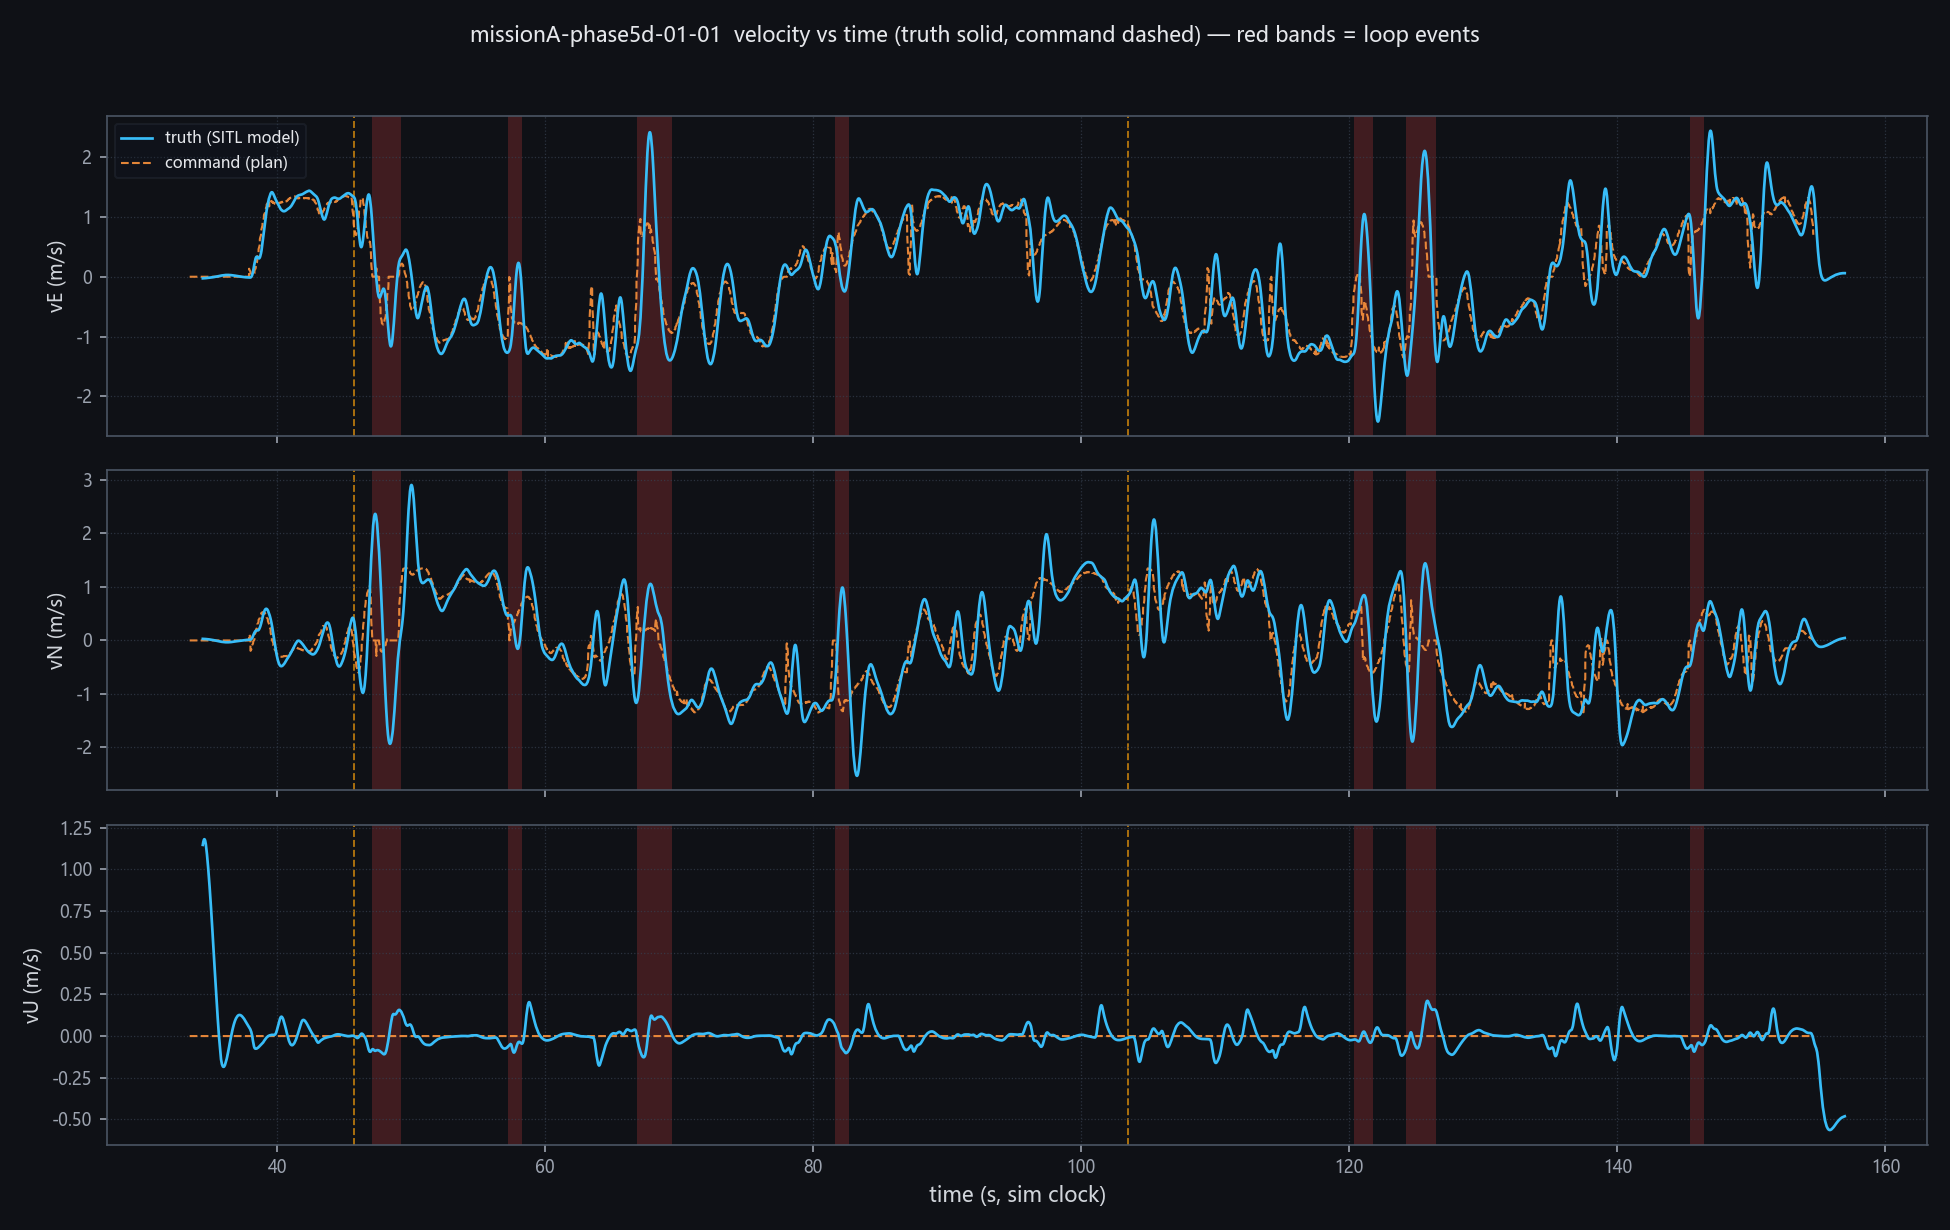 missionA-phase5d-01-01  velocity vs time (truth solid, command dashed) — red bands = loop events
truth (SITL model)
command (plan)
vE (m/s)
2
1
0
-1
-2
vN (m/s)
3
2
1
0
-1
-2
vU (m/s)
1.25
1.00
0.75
0.50
0.25
0.00
-0.25
-0.50
40 60 80 100 120 140 160
time (s, sim clock)